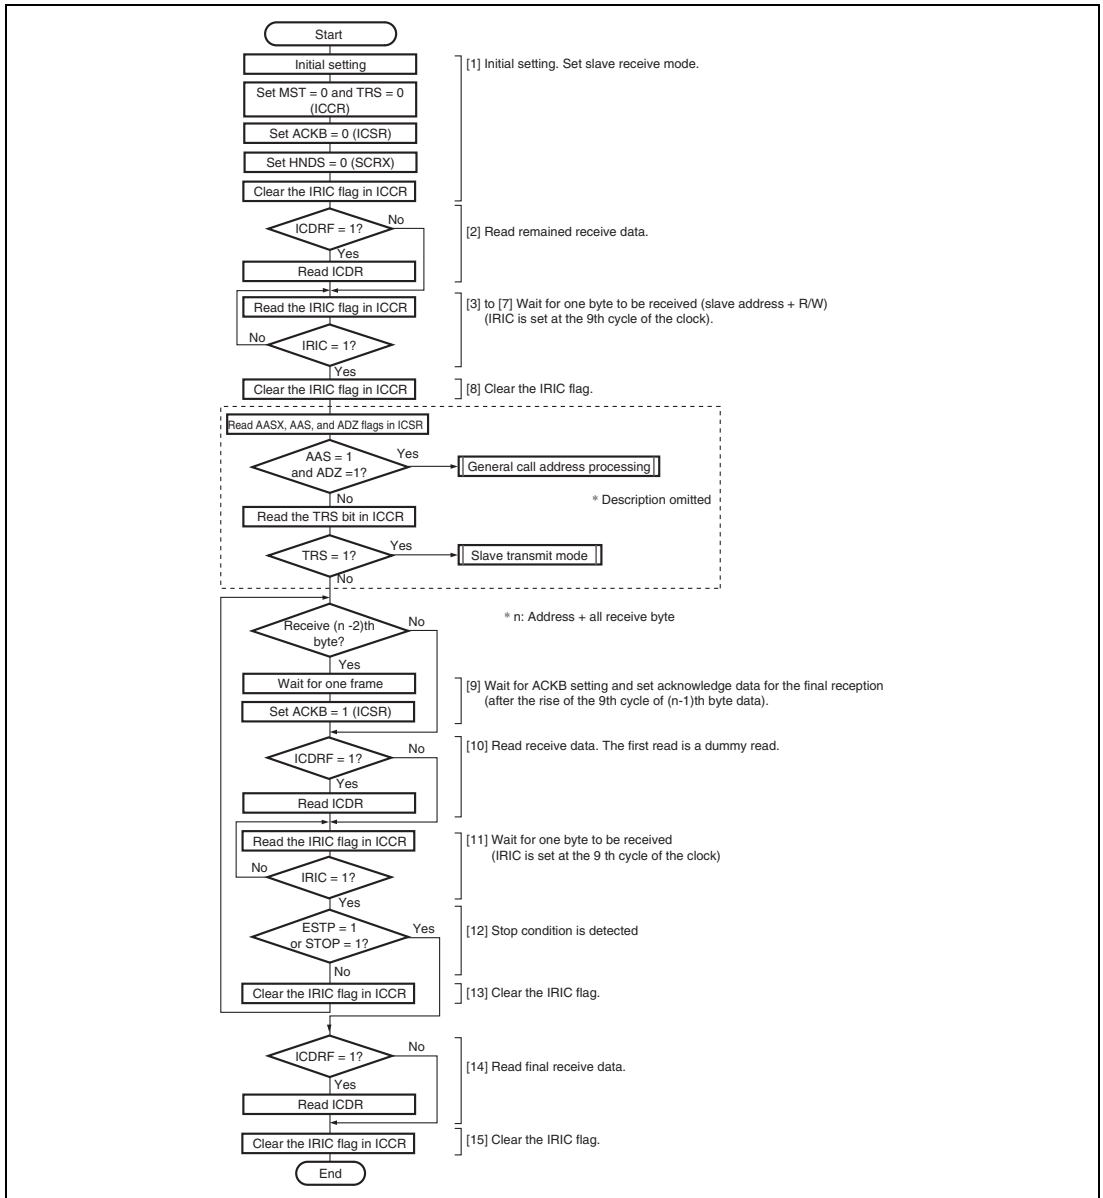 Start
Initial setting
[1] Initial setting. Set slave receive mode.
Set MST = 0 and TRS = 0
(ICCR)
Set ACKB = 0 (ICSR)
Set HNDS = 0 (SCRX)
Clear the IRIC flag in ICCR
ICDRF = 1?
No
[2] Read remained receive data.
Yes
Read ICDR
Read the IRIC flag in ICCR
[3] to [7] Wait for one byte to be received (slave address + R/W)
(IRIC is set at the 9th cycle of the clock).
No
IRIC = 1?
Yes
Clear the IRIC flag in ICCR
[8] Clear the IRIC flag.
Read AASX, AAS, and ADZ flags in ICSR
AAS = 1
and ADZ =1?
Yes
General call address processing
No
* Description omitted
Read the TRS bit in ICCR
TRS = 1?
Yes
Slave transmit mode
No
* n: Address + all receive byte
Receive (n -2)th
byte?
No
Yes
Wait for one frame
[9] Wait for ACKB setting and set acknowledge data for the final reception
(after the rise of the 9th cycle of (n-1)th byte data).
Set ACKB = 1 (ICSR)
ICDRF = 1?
No
[10] Read receive data. The first read is a dummy read.
Yes
Read ICDR
Read the IRIC flag in ICCR
[11] Wait for one byte to be received
(IRIC is set at the 9 th cycle of the clock)
No
IRIC = 1?
Yes
ESTP = 1
or STOP = 1?
Yes
[12] Stop condition is detected
No
Clear the IRIC flag in ICCR
[13] Clear the IRIC flag.
ICDRF = 1?
No
[14] Read final receive data.
Yes
Read ICDR
Clear the IRIC flag in ICCR
[15] Clear the IRIC flag.
End